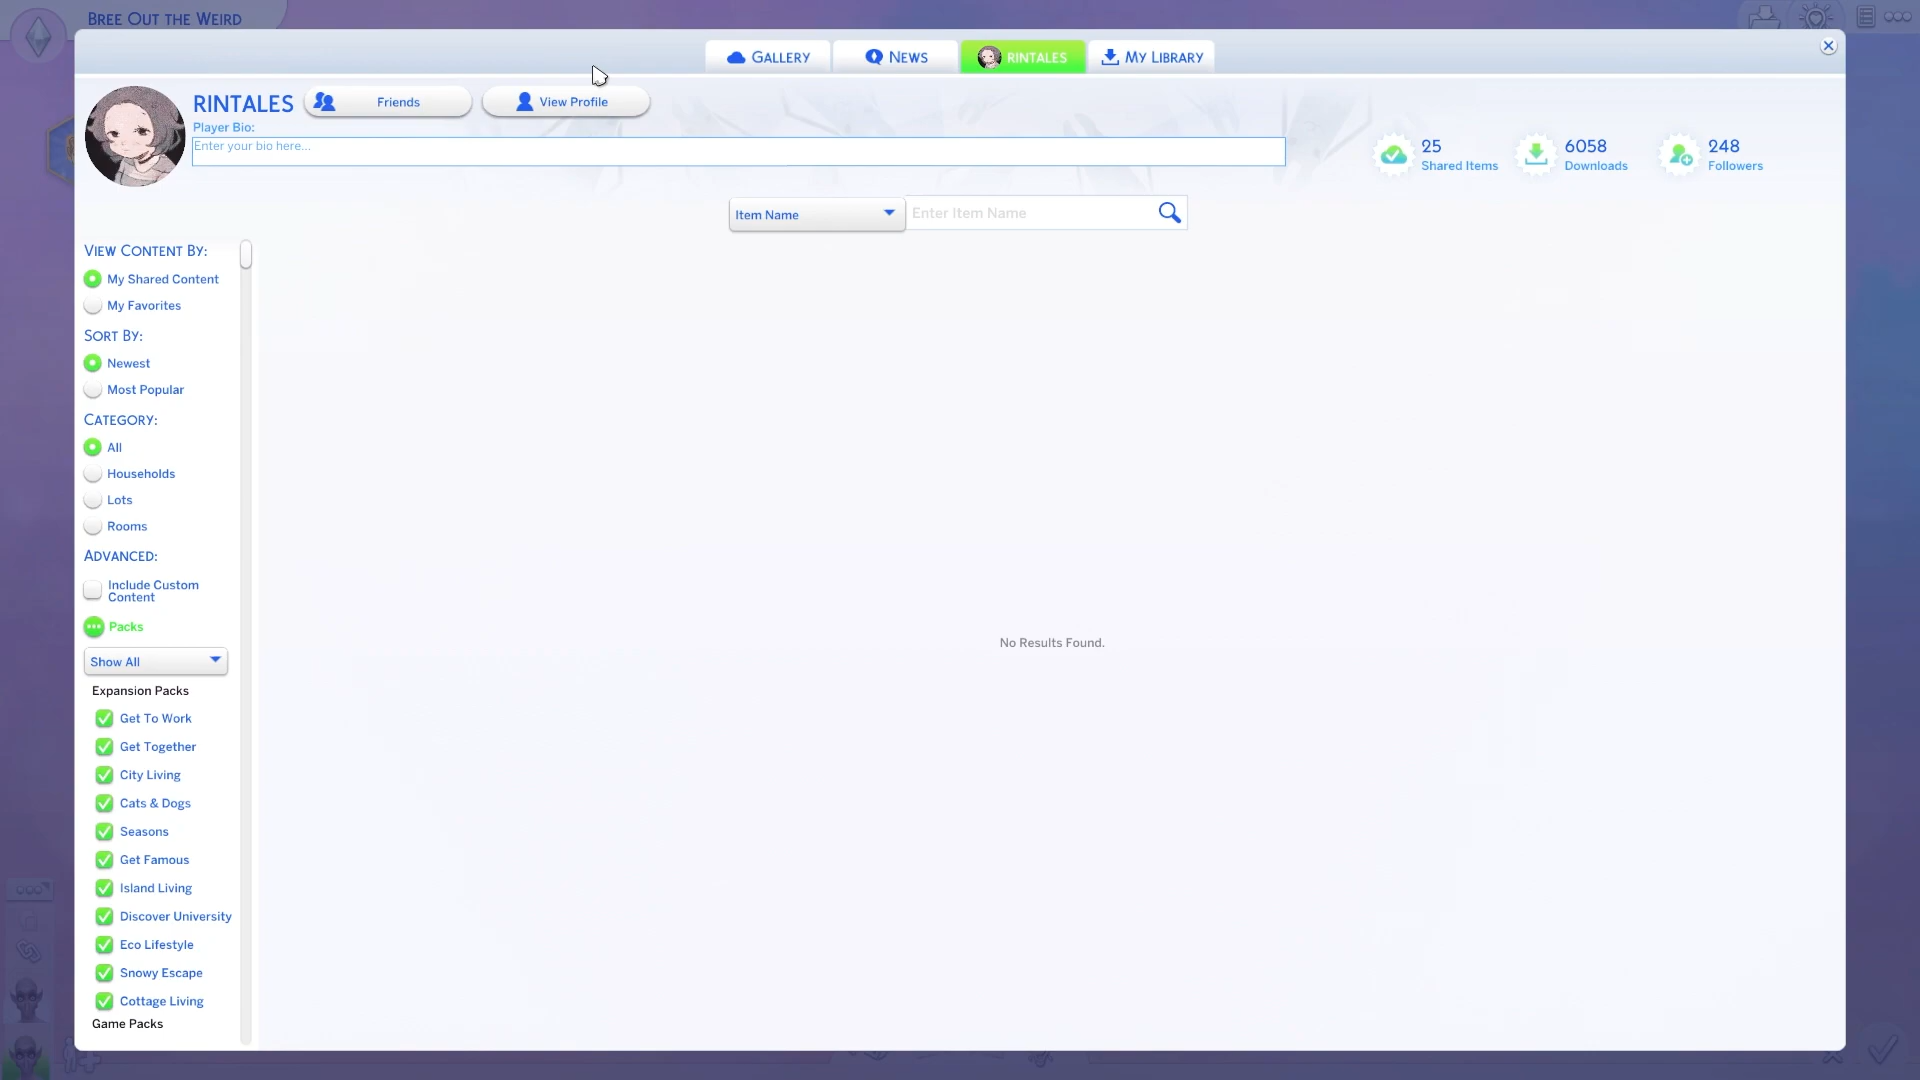 Bree Out the Weird
Gallery
News
RINTALES
My Library
RINTALES
Friends
View Profile
Player Bio:
Enter your bio here...
25
Shared Items
6058
Downloads
248
Followers
Item Name
Enter Item Name
View Content By:
My Shared Content
My Favorites
Sort By:
Newest
Most Popular
Category:
All
Households
Lots
Rooms
Advanced:
Include Custom
Content
Packs
Show All
Expansion Packs
Get To Work
Get Together
City Living
Cats & Dogs
Seasons
Get Famous
Island Living
Discover University
Eco Lifestyle
Snowy Escape
Cottage Living
Game Packs
No Results Found.